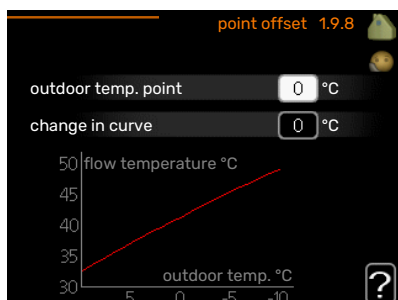 point offset 1.9.8
outdoor temp. point 0 °C
change in curve 0 °C
50 flow temperature °C
45
40
35
outdoor temp. °C
30
5 0 -5 -10
?